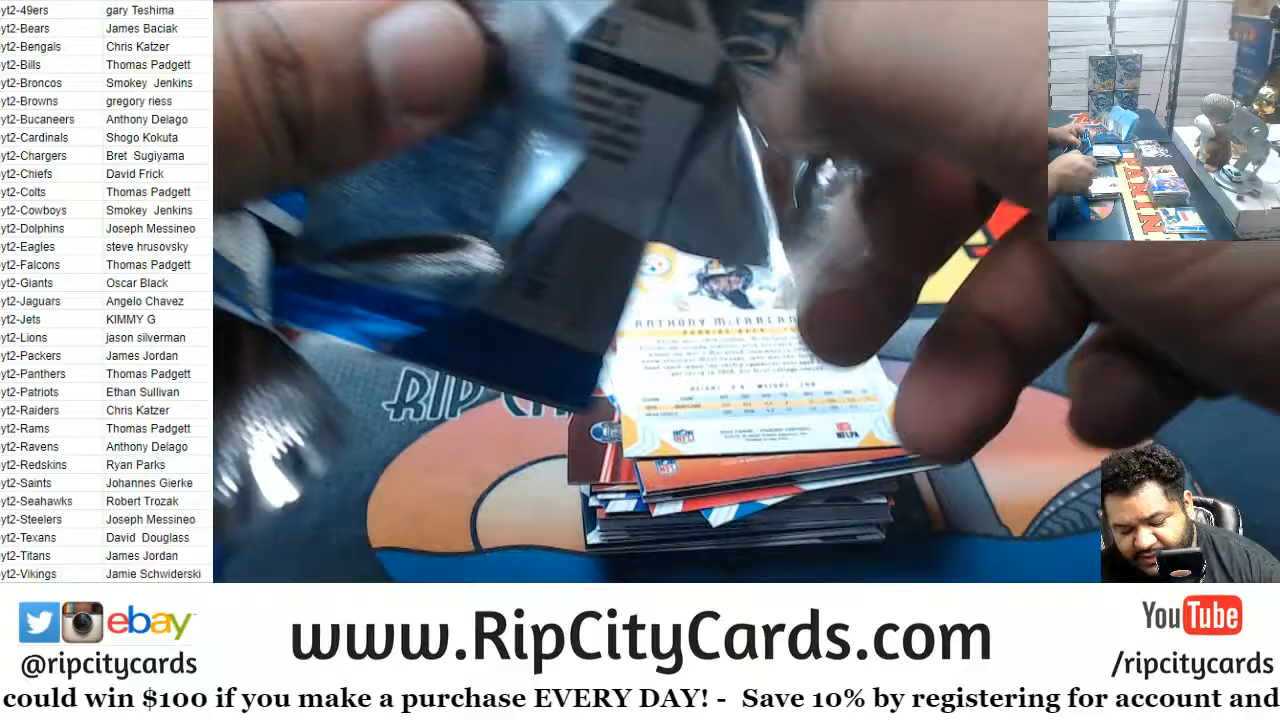 yt2-49ers gary Teshima
yt2-Bears James Baciak
yt2-Bengals Chris Katzer
yt2-Bills Thomas Padgett
yt2-Broncos Smokey Jenkins
yt2-Browns gregory riess
yt2-Bucaneers Anthony Delago
yt2-Cardinals Shogo Kokuta
yt2-Chargers Bret Sugiyama
yt2-Chiefs David Frick
yt2-Colts Thomas Padgett
yt2-Cowboys Smokey Jenkins
yt2-Dolphins Joseph Messineo
yt2-Eagles steve hrusovsky
yt2-Falcons Thomas Padgett
yt2-Giants Oscar Black
yt2-Jaguars Angelo Chavez
yt2-Jets KIMMY G
yt2-Lions jason silverman
yt2-Packers James Jordan
yt2-Panthers Thomas Padgett
yt2-Patriots Ethan Sullivan
yt2-Raiders Chris Katzer
yt2-Rams Thomas Padgett
yt2-Ravens Anthony Delago
yt2-Redskins Ryan Parks
yt2-Saints Johannes Gierke
yt2-Seahawks Robert Trozak
yt2-Steelers Joseph Messineo
yt2-Texans David Douglass
yt2-Titans James Jordan
yt2-Vikings Jamie Schwiderski
ANTHONY McFARLAN
RUNNING BACK
NFL
NFLPA
RIP C
PANINI
ebay
@ripcitycards
www.RipCityCards.com
YouTube
/ripcitycards
could win $100 if you make a purchase EVERY DAY! - Save 10% by registering for account and